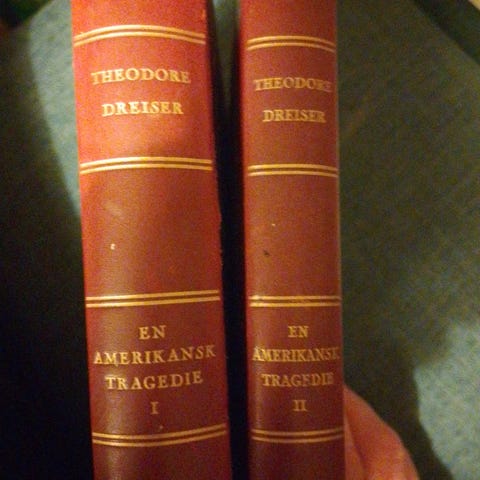 THEODORE
DREISER
EN
AMERIKANSK
TRAGEDIE
I
THEODORE
DREISER
EN
AMERIKANSK
TRAGEDIE
II